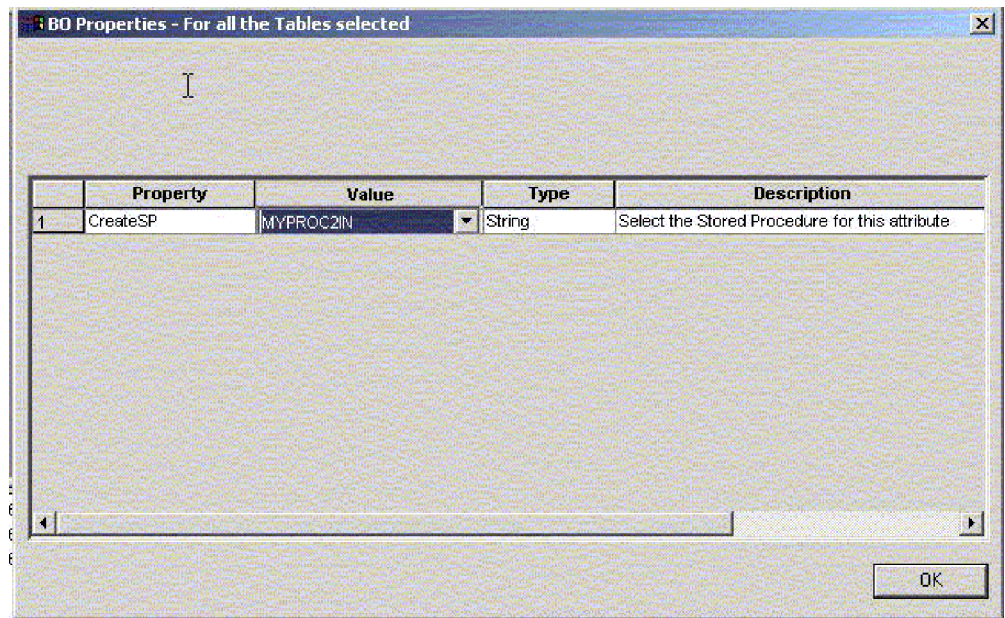 BO Properties - For all the Tables selected
Property Value Type Description
1 CreateSP MYPROC2IN String Select the Stored Procedure for this attribute
OK